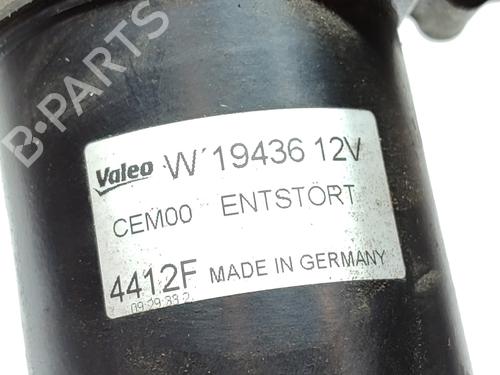 B-PARTS
Valeo W 19436 12V
CEM00 ENTSTÖRT
4412F MADE IN GERMANY